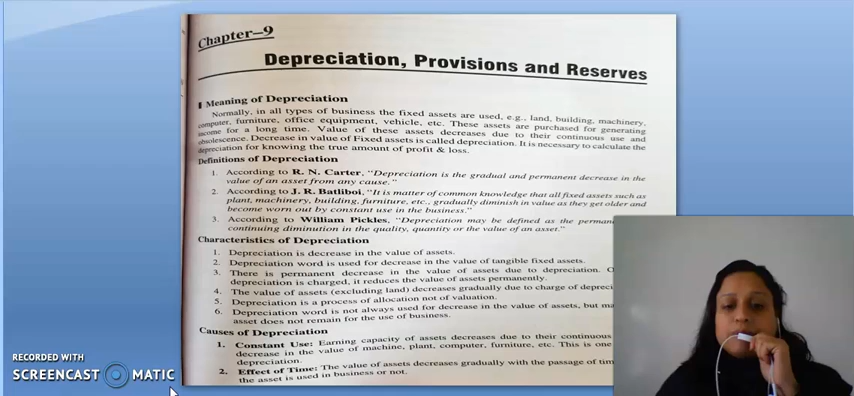 Chapter–9
Depreciation, Provisions and Reserves
Meaning of Depreciation
Normally, in all types of business the fixed assets are used, e.g., land, building, machinery,
computer, furniture, office equipment, vehicle, etc. These assets are purchased for generating
income for a long time. Value of these assets decreases due to their continuous use and
obsolescence. Decrease in value of Fixed assets is called depreciation. It is necessary to calculate the
depreciation for knowing the true amount of profit & loss.
Definitions of Depreciation
1. According to R. N. Carter, "Depreciation is the gradual and permanent decrease in the
value of an asset from any cause."
2. According to J. R. Batliboi, "It is matter of common knowledge that all fixed assets such as
plant, machinery, building, furniture, etc., gradually diminish in value as they get older and
become worn out by constant use in the business."
3. According to William Pickles, "Depreciation may be defined as the
continuing diminution in the quality, quantity or the value of an asset."
Characteristics of Depreciation
1. Depreciation is decrease in the value of assets.
2. Depreciation word is used for decrease in the value of tangible fixed assets.
3. There is permanent decrease in the value of assets due to depreciation.
depreciation is charged, it reduces the value of assets permanently.
4. The value of assets (excluding land) decreases gradually due to charge of
5. Depreciation is a process of allocation not of valuation.
6. Depreciation word is not always used for decrease in the value of assets, but
asset does not remain for the use of business.
Causes of Depreciation
1. Constant Use: Earning capacity of assets decreases due to their continuous
decrease in the value of machine, plant, computer, furniture, etc. This is one
depreciation.
2. Effect of Time: The value of assets decreases gradually with the passage of
the asset is used in business or not.
RECORDED WITH
SCREENCAST MATIC